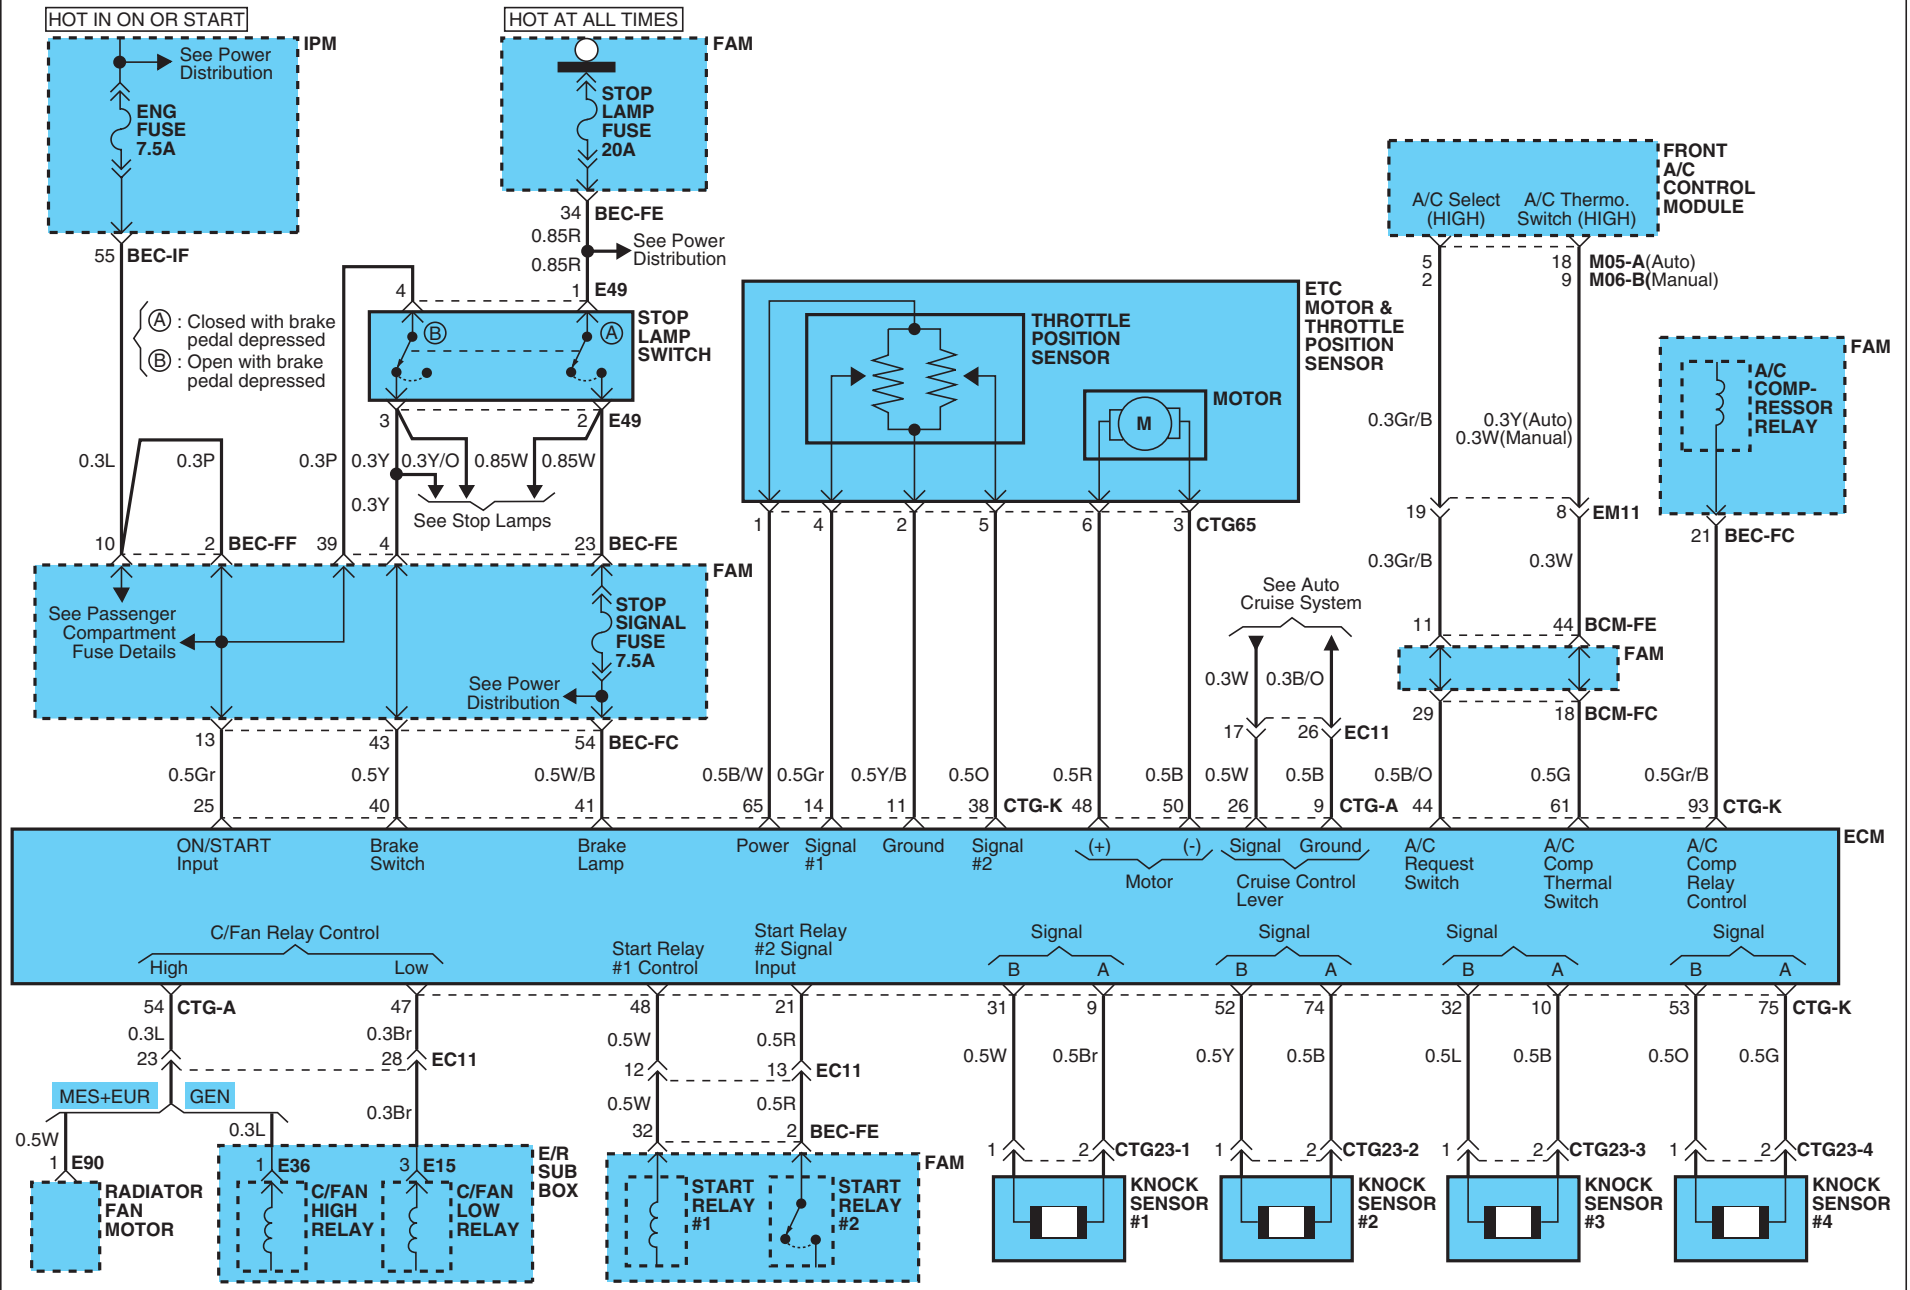 HOT IN ON OR START
HOT AT ALL TIMES
IPM
See Power
Distribution
ENG
FUSE
7.5A
FAM
STOP
LAMP
FUSE
20A
55 BEC-IF
34 BEC-FE
0.85R
See Power
Distribution
0.85R
4 1 E49
A : Closed with brake
pedal depressed
B : Open with brake
pedal depressed
B A
STOP
LAMP
SWITCH
3 2 E49
0.3L 0.3P 0.3P 0.3Y 0.3Y/O 0.85W 0.85W
0.3Y
See Stop Lamps
10 2 BEC-FF 39 4 23 BEC-FE
FAM
See Passenger
Compartment
Fuse Details
STOP
SIGNAL
FUSE
7.5A
See Power
Distribution
13 43 54 BEC-FC
0.5Gr 0.5Y 0.5W/B
25 40 41
ETC
MOTOR &
THROTTLE
POSITION
SENSOR
THROTTLE
POSITION
SENSOR
MOTOR
M
1 4 2 5 6 3 CTG65
0.5B/W 0.5Gr 0.5Y/B 0.5O 0.5R 0.5B
65 14 11 38 CTG-K 48 50
See Auto
Cruise System
0.3W 0.3B/O
17 26 EC11
0.5W 0.5B
26 9 CTG-A
FRONT
A/C
CONTROL
MODULE
A/C Select
(HIGH)
A/C Thermo.
Switch (HIGH)
5 18 M05-A(Auto)
2 9 M06-B(Manual)
0.3Gr/B 0.3Y(Auto)
0.3W(Manual)
19 8 EM11
0.3Gr/B 0.3W
11 44 BCM-FE
FAM
29 18 BCM-FC
0.5B/O 0.5G
44 61
FAM
A/C
COMP-
RESSOR
RELAY
21 BEC-FC
0.5Gr/B
93 CTG-K
ECM
ON/START
Input
Brake
Switch
Brake
Lamp
Power
Signal
#1
Ground
Signal
#2
(+) (-)
Motor
Signal Ground
Cruise Control
Lever
A/C
Request
Switch
A/C
Comp
Thermal
Switch
A/C
Comp
Relay
Control
C/Fan Relay Control
High Low
Start Relay
#1 Control
Start Relay
#2 Signal
Input
Signal
B A
Signal
B A
Signal
B A
Signal
B A
54 CTG-A 47 48 21 31 9 52 74 32 10 53 75 CTG-K
0.3L 0.3Br
23 28 EC11
MES+EUR GEN
0.5W 0.3L 0.3Br
1 E90
RADIATOR
FAN
MOTOR
1 E36 3 E15
C/FAN
HIGH
RELAY
C/FAN
LOW
RELAY
E/R
SUB
BOX
0.5W 0.5R
12 13 EC11
0.5W 0.5R
32 2 BEC-FE
FAM
START
RELAY
#1
START
RELAY
#2
0.5W 0.5Br 0.5Y 0.5B 0.5L 0.5B 0.5O 0.5G
1 2 CTG23-1
KNOCK
SENSOR
#1
1 2 CTG23-2
KNOCK
SENSOR
#2
1 2 CTG23-3
KNOCK
SENSOR
#3
1 2 CTG23-4
KNOCK
SENSOR
#4